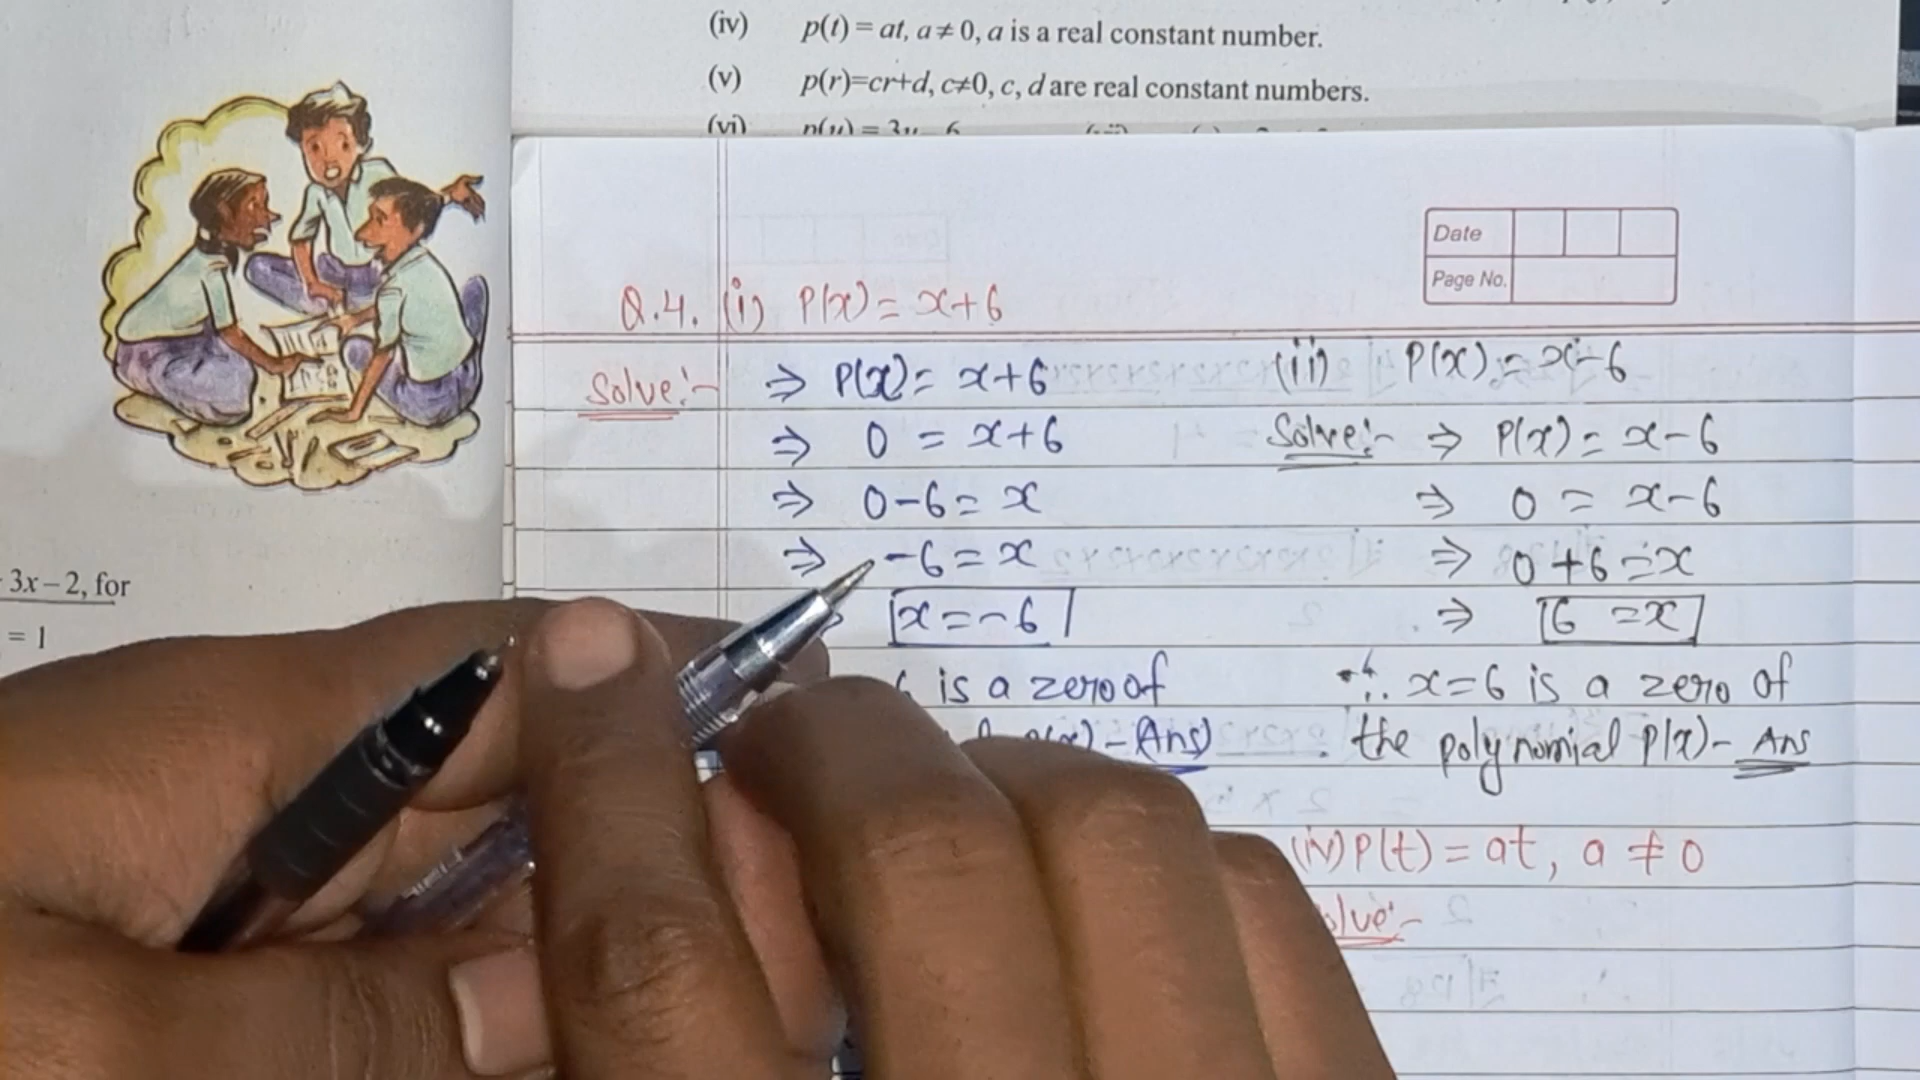 (iv) p(t) = at, a ≠ 0, a is a real constant number.
(v) p(r)=cr+d, c≠0, c, d are real constant numbers.
(vi)
3x – 2, for
= 1
Date
Page No.
Q.4. (i) P(x) = x+6
Solve:- ⇒ P(x) = x+6
⇒ 0 = x+6
⇒ 0-6 = x
⇒ -6 = x
x = -6
is a zero of
- Ans)
(ii) P(x) = x-6
Solve:- ⇒ P(x) = x-6
⇒ 0 = x-6
⇒ 0+6 = x
⇒ 6 = x
∴ x=6 is a zero of
the polynomial P(x)- Ans
(iv) P(t) = at, a ≠ 0